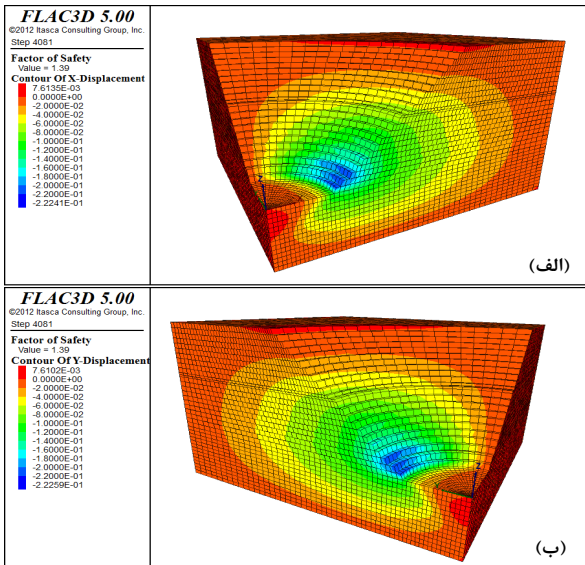 FLAC3D 5.00
©2012 Itasca Consulting Group, Inc.
Step 4081
Factor of Safety
Value = 1.39
Contour Of X-Displacement
7.6135E-03
0.0000E+00
-2.0000E-02
-4.0000E-02
-6.0000E-02
-8.0000E-02
-1.0000E-01
-1.2000E-01
-1.4000E-01
-1.6000E-01
-1.8000E-01
-2.0000E-01
-2.2000E-01
-2.2241E-01
Z
(الف)
FLAC3D 5.00
©2012 Itasca Consulting Group, Inc.
Step 4081
Factor of Safety
Value = 1.39
Contour Of Y-Displacement
7.6102E-03
0.0000E+00
-2.0000E-02
-4.0000E-02
-6.0000E-02
-8.0000E-02
-1.0000E-01
-1.2000E-01
-1.4000E-01
-1.6000E-01
-1.8000E-01
-2.0000E-01
-2.2000E-01
-2.2259E-01
Z
(ب)